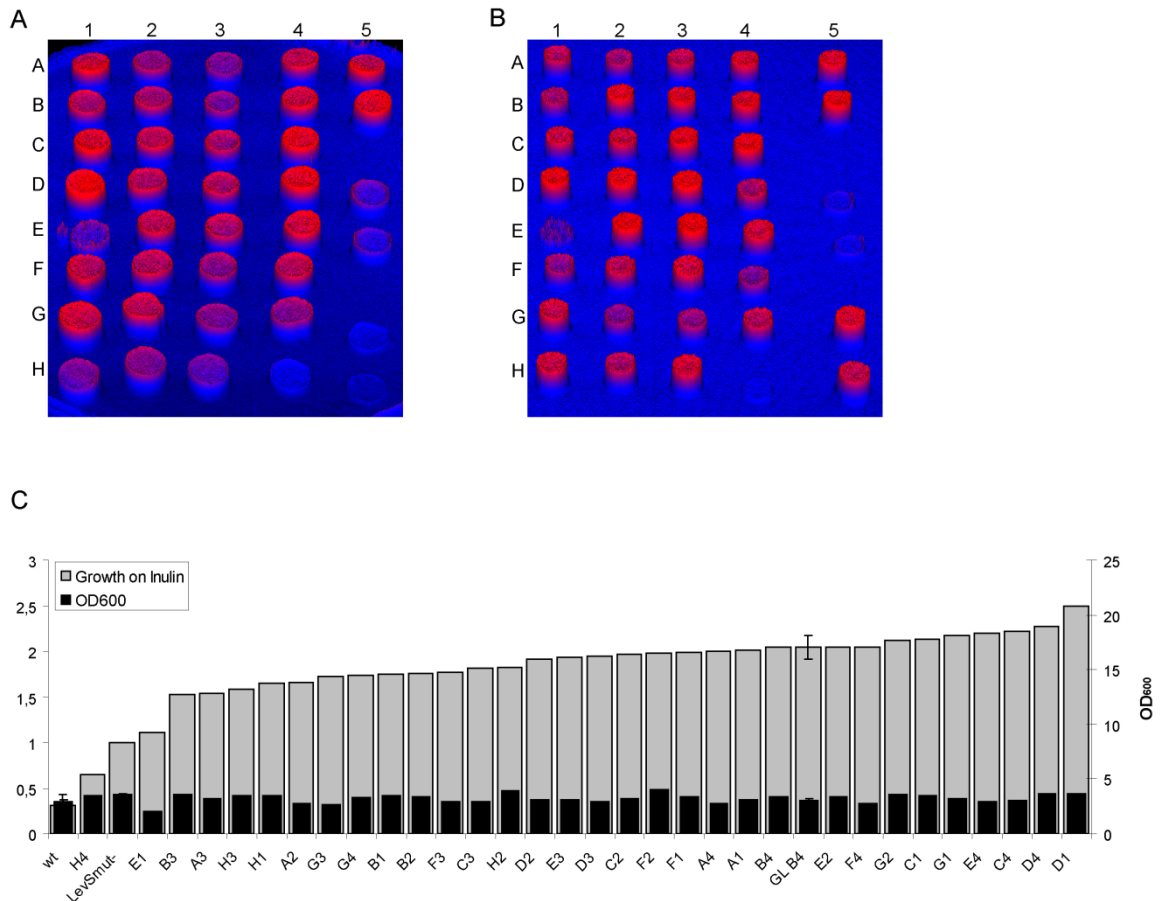 A
B
1 2 3 4 5
1 2 3 4 5
A
B
C
D
E
F
G
H
A
B
C
D
E
F
G
H
C
3
2,5
2
1,5
1
0,5
0
Growth on Inulin
OD600
25
20
15
10
5
0
OD600
wt H4 LevSmut- E1 B3 A3 H3 H1 A2 G3 G4 B1 B2 F3 C3 H2 D2 E3 D3 C2 F2 F1 A4 A1 B4 GL B4 E2 F4 G2 C1 G1 E4 C4 D4 D1